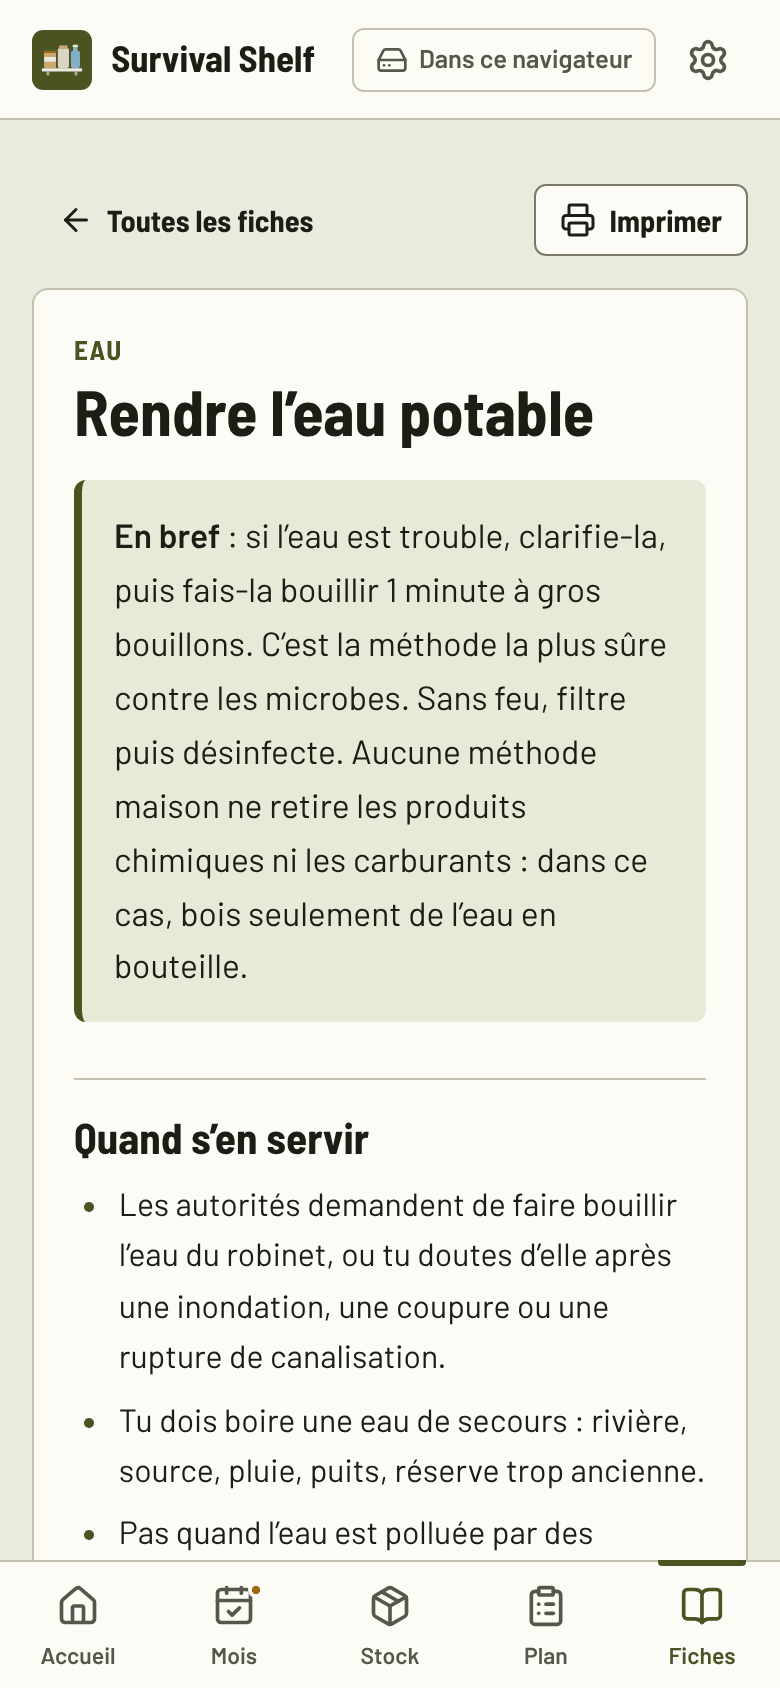 Survival Shelf
Dans ce navigateur
Toutes les fiches
Imprimer
EAU
Rendre l’eau potable
En bref : si l’eau est trouble, clarifie-la,
puis fais-la bouillir 1 minute à gros
bouillons. C’est la méthode la plus sûre
contre les microbes. Sans feu, filtre
puis désinfecte. Aucune méthode
maison ne retire les produits
chimiques ni les carburants : dans ce
cas, bois seulement de l’eau en
bouteille.
Quand s’en servir
Les autorités demandent de faire bouillir
l’eau du robinet, ou tu doutes d’elle après
une inondation, une coupure ou une
rupture de canalisation.
Tu dois boire une eau de secours : rivière,
source, pluie, puits, réserve trop ancienne.
Pas quand l’eau est polluée par des
Accueil
Mois
Stock
Plan
Fiches